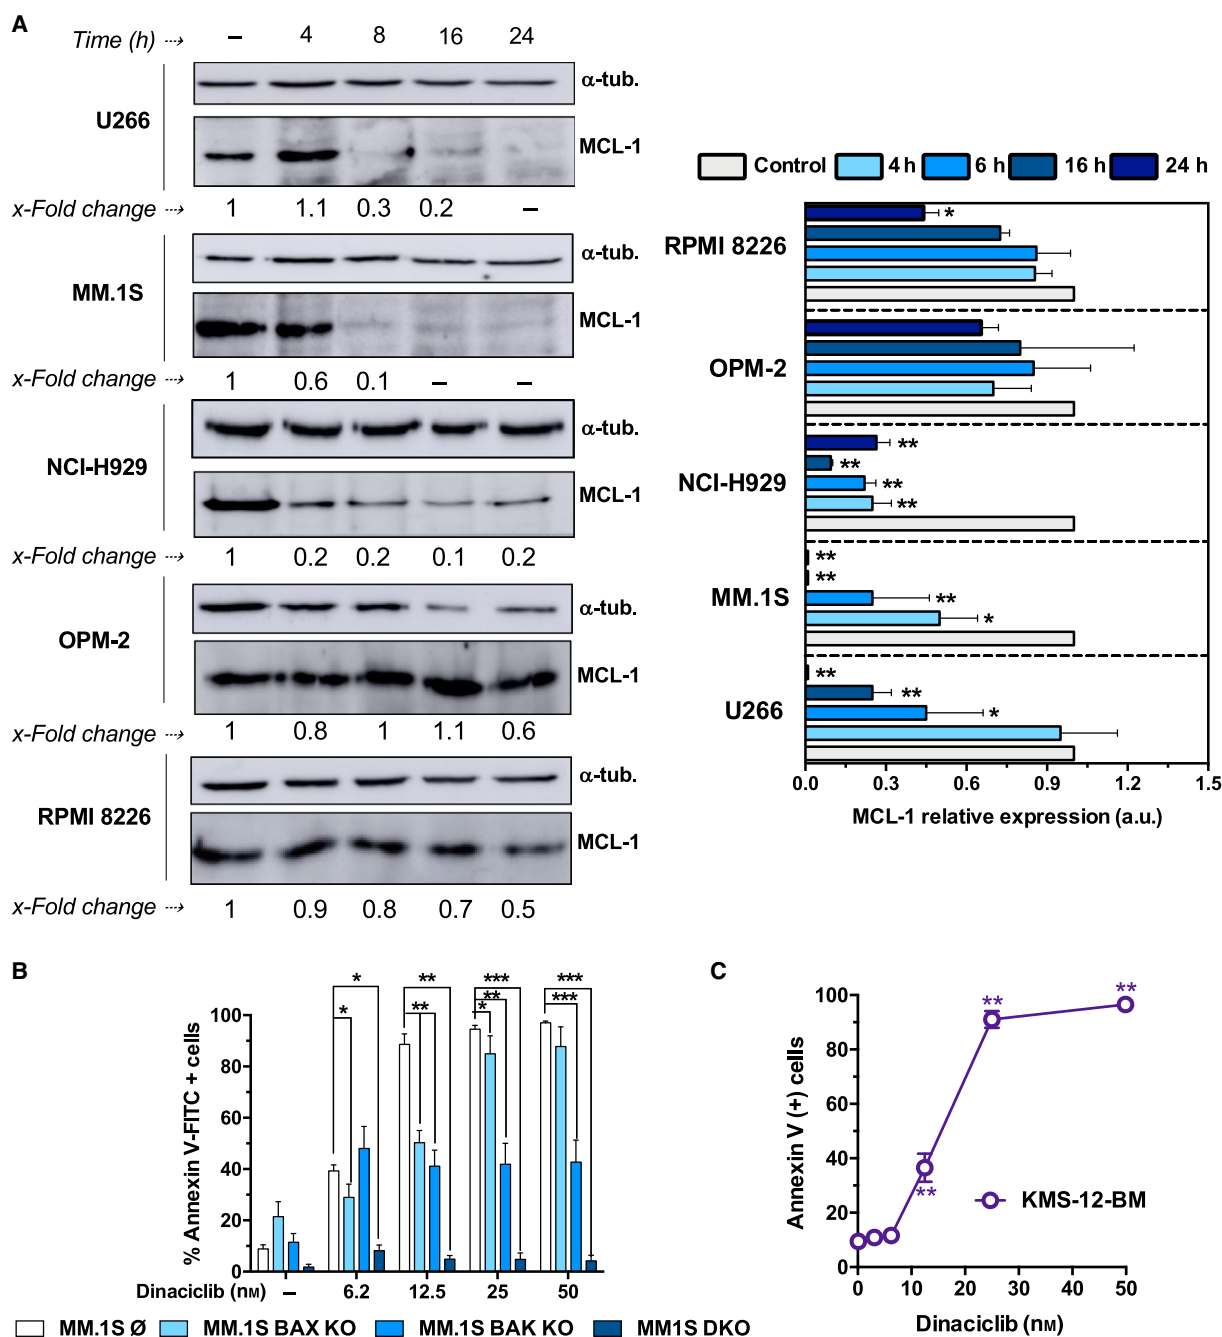 A
Time (h) ⇢ – 4 8 16 24
U266
α-tub.
MCL-1
x-Fold change ⇢ 1 1.1 0.3 0.2 –
MM.1S
α-tub.
MCL-1
x-Fold change ⇢ 1 0.6 0.1 – –
NCI-H929
α-tub.
MCL-1
x-Fold change ⇢ 1 0.2 0.2 0.1 0.2
OPM-2
α-tub.
MCL-1
x-Fold change ⇢ 1 0.8 1 1.1 0.6
RPMI 8226
α-tub.
MCL-1
x-Fold change ⇢ 1 0.9 0.8 0.7 0.5
Control 4 h 6 h 16 h 24 h
RPMI 8226
*
OPM-2
NCI-H929
**
**
**
**
MM.1S
**
**
**
*
U266
**
**
*
0.0 0.3 0.6 0.9 1.2 1.5
MCL-1 relative expression (a.u.)
B
% Annexin V-FITC + cells
100
80
60
40
20
0
* ** *** ***
* ** * ** ***
Dinaciclib (nM) – 6.2 12.5 25 50
MM.1S Ø MM.1S BAX KO MM.1S BAK KO MM1S DKO
C
Annexin V (+) cells
100
80
60
40
20
0
**
**
**
KMS-12-BM
0 10 20 30 40 50
Dinaciclib (nM)